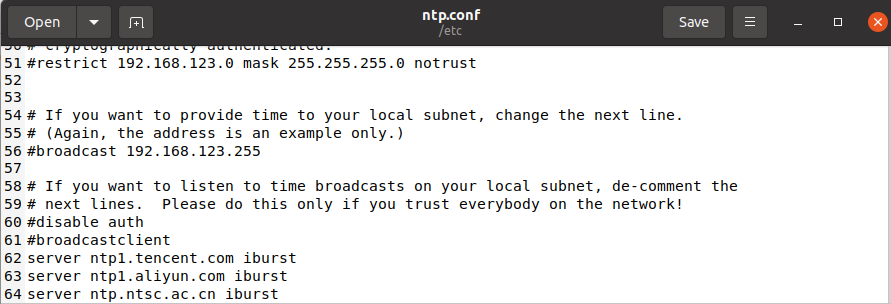 Open
ntp.conf
/etc
Save
50 # cryptographically authenticated.
51 #restrict 192.168.123.0 mask 255.255.255.0 notrust
52
53
54 # If you want to provide time to your local subnet, change the next line.
55 # (Again, the address is an example only.)
56 #broadcast 192.168.123.255
57
58 # If you want to listen to time broadcasts on your local subnet, de-comment the
59 # next lines.  Please do this only if you trust everybody on the network!
60 #disable auth
61 #broadcastclient
62 server ntp1.tencent.com iburst
63 server ntp1.aliyun.com iburst
64 server ntp.ntsc.ac.cn iburst